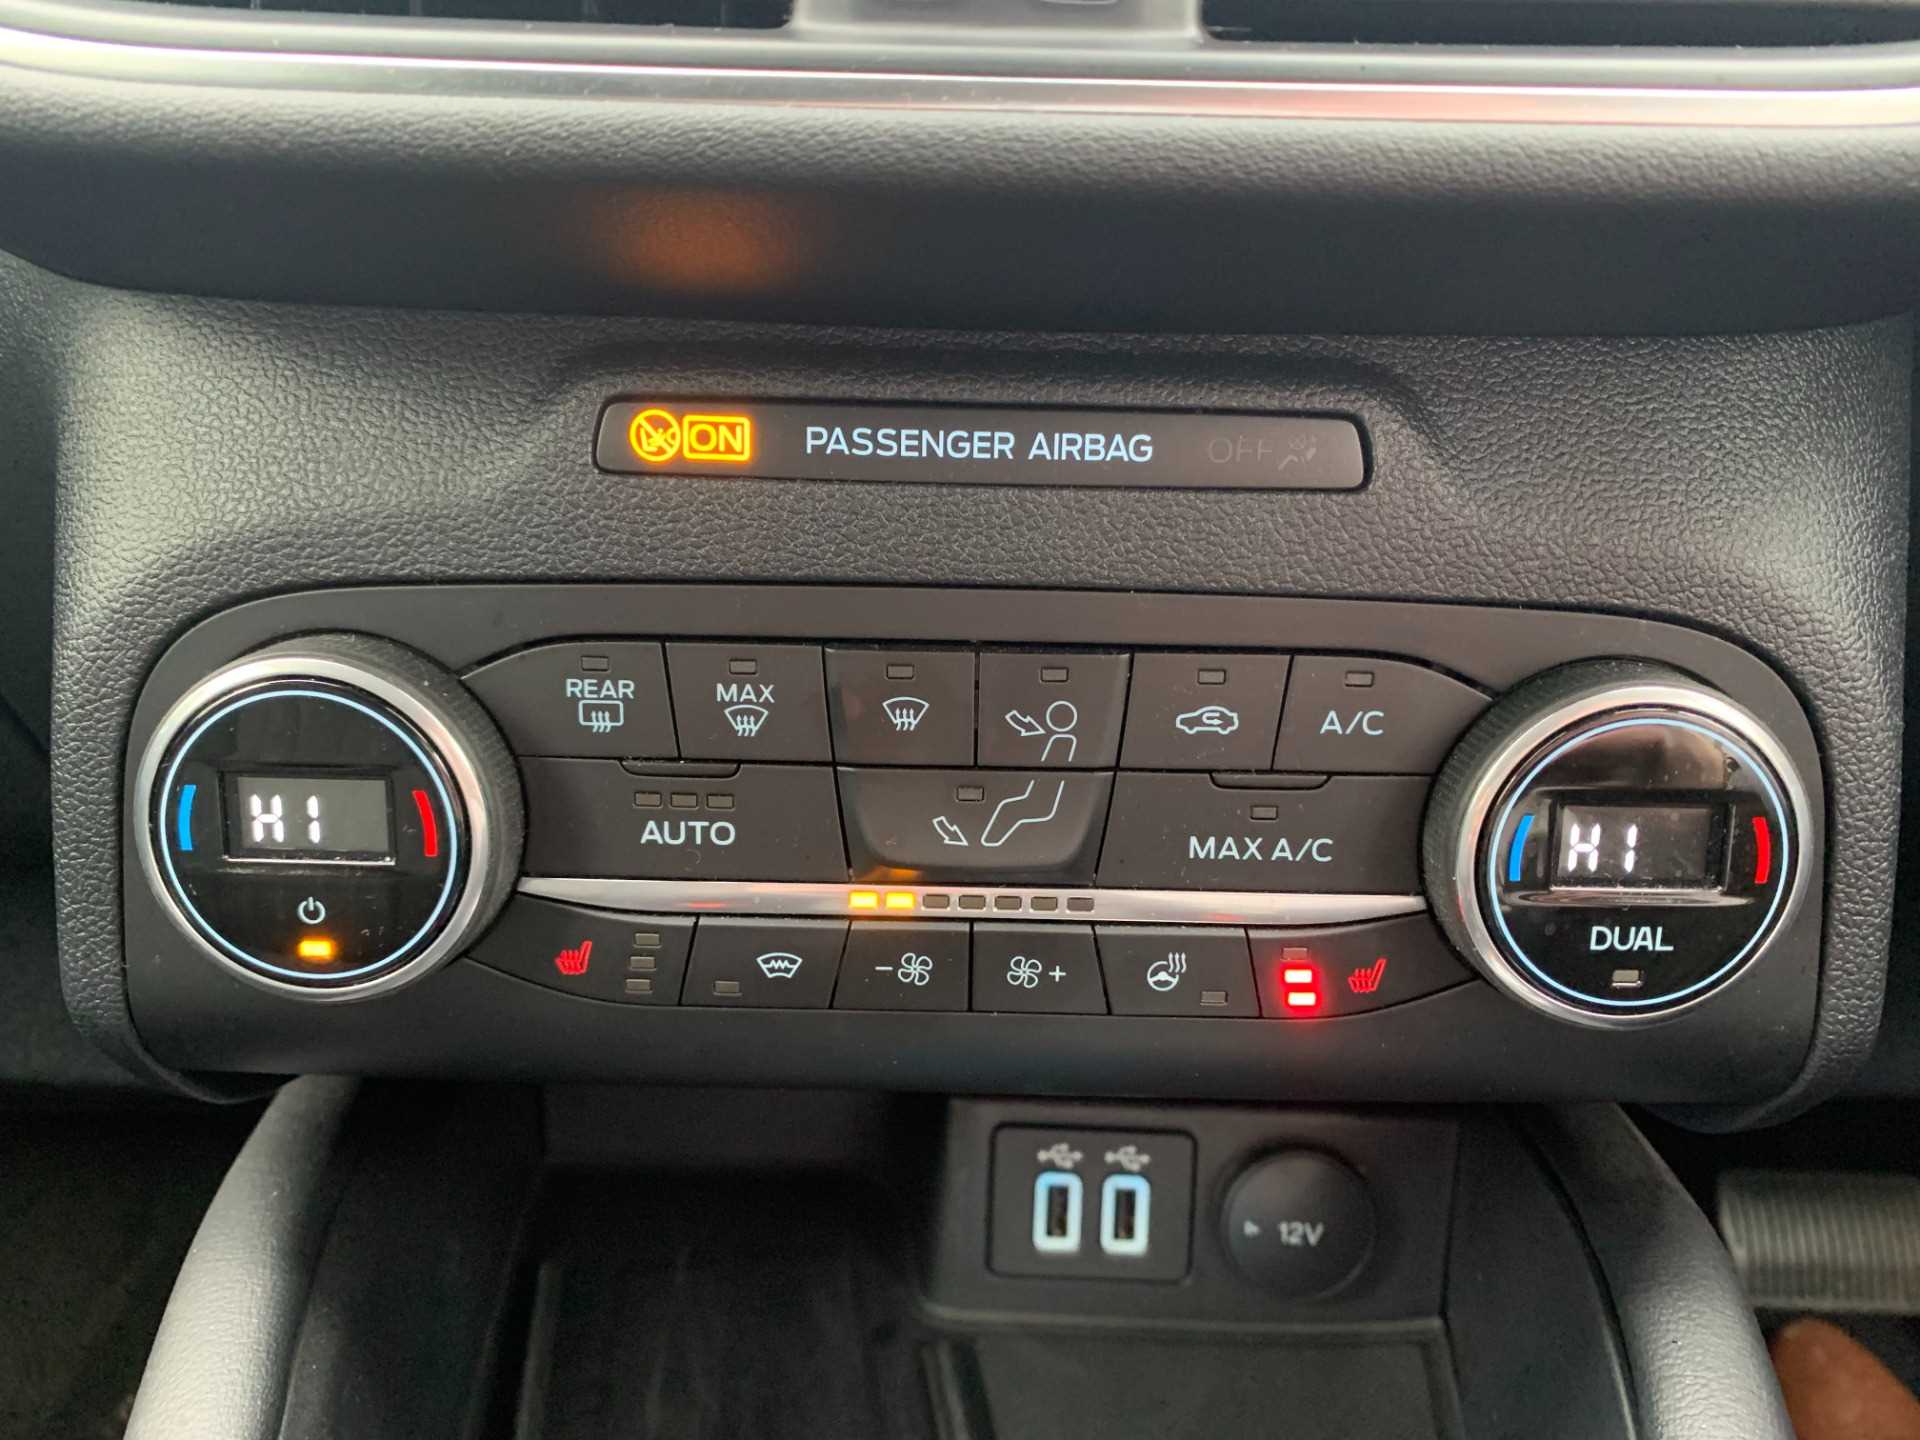 ON PASSENGER AIRBAG OFF
REAR
MAX
A/C
HI
AUTO
MAX A/C
HI
DUAL
- +
12V